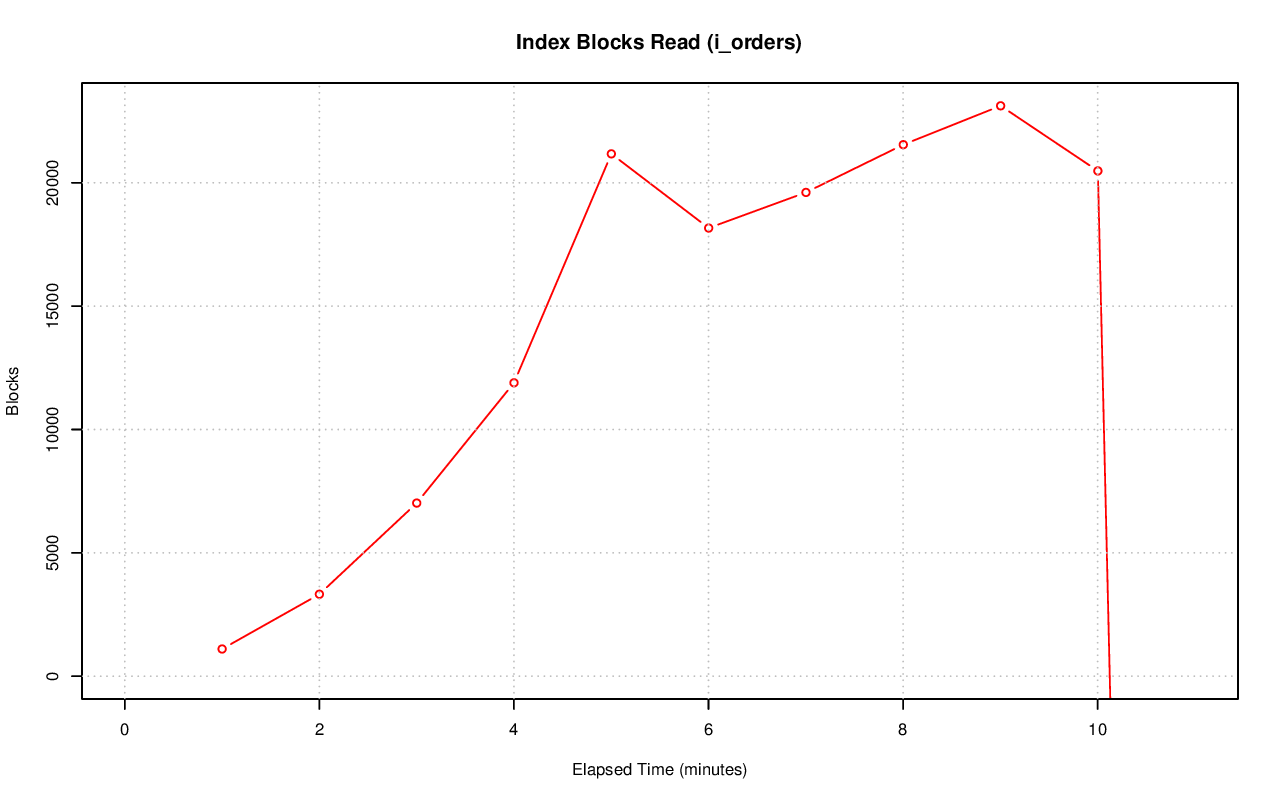 Index Blocks Read (i_orders)
Blocks
20000
15000
10000
5000
0
0 2 4 6 8 10
Elapsed Time (minutes)